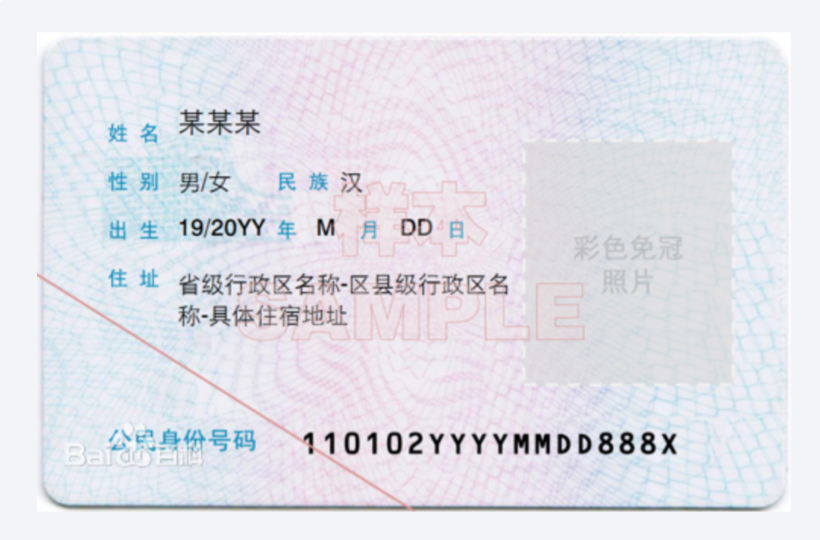 姓名 某某某
性别 男/女 民族 汉
样本
出生 19/20YY 年 M 月 DD 日
彩色免冠
照片
住址 省级行政区名称-区县级行政区名
称-具体住宿地址
SAMPLE
公民身份号码 110102YYYYMMDD888X
Bai百科